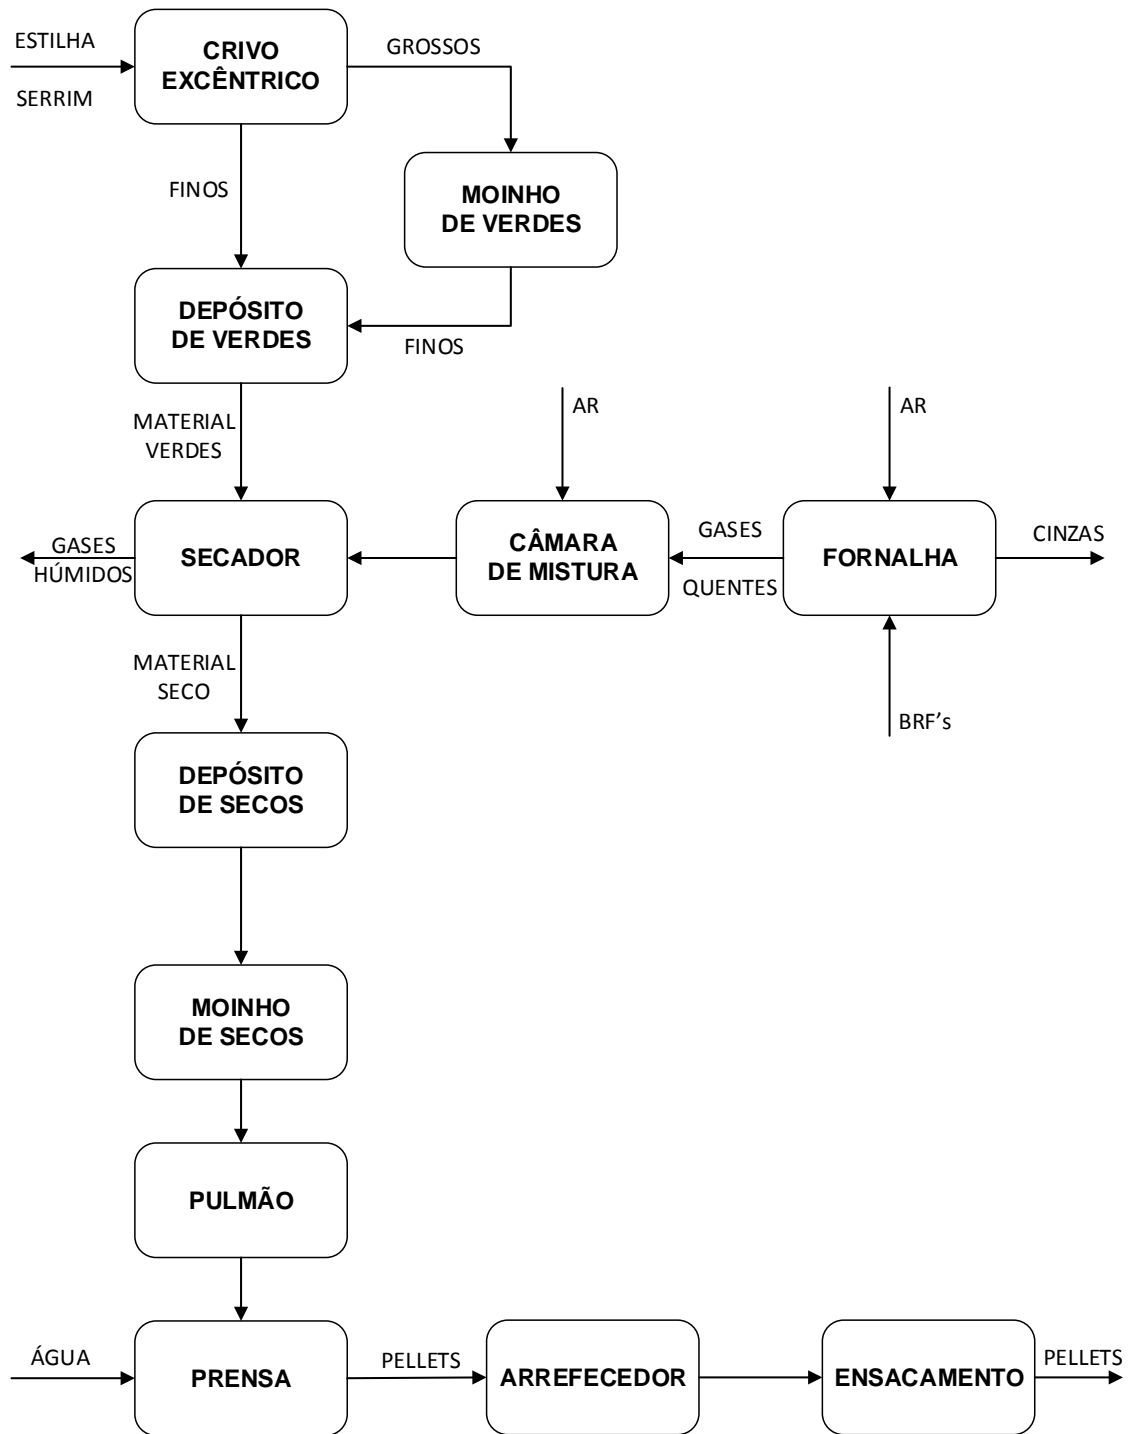 ESTILHA
SERRIM
CRIVO
EXCÊNTRICO
GROSSOS
FINOS
MOINHO
DE VERDES
DEPÓSITO
DE VERDES
FINOS
MATERIAL
VERDES
AR
AR
GASES
HÚMIDOS
SECADOR
CÂMARA
DE MISTURA
GASES
QUENTES
FORNALHA
CINZAS
MATERIAL
SECO
BRF's
DEPÓSITO
DE SECOS
MOINHO
DE SECOS
PULMÃO
ÁGUA
PRENSA
PELLETS
ARREFECEDOR
ENSACAMENTO
PELLETS